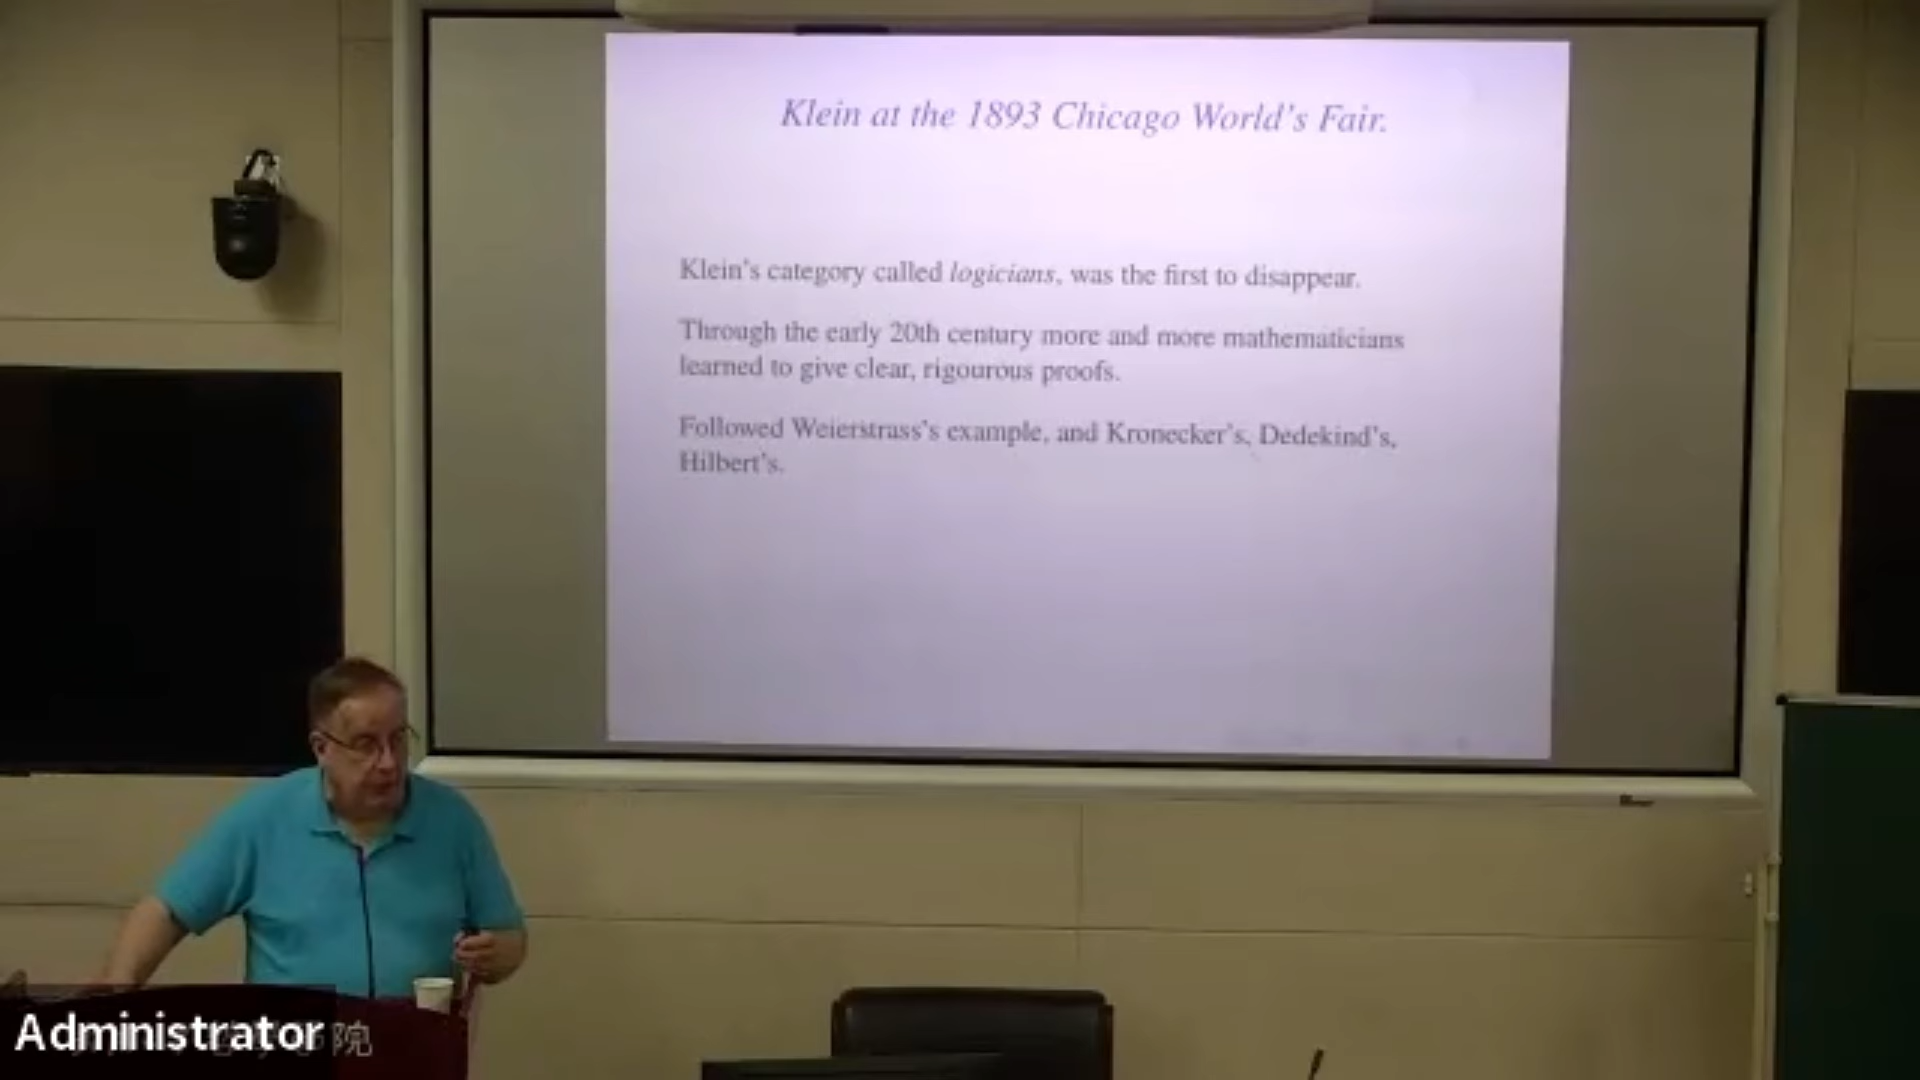 Klein at the 1893 Chicago World's Fair.
Klein's category called logicians, was the first to disappear.
Through the early 20th century more and more mathematicians
learned to give clear, rigourous proofs.
Followed Weierstrass's example, and Kronecker's, Dedekind's,
Hilbert's.
Administrator
院